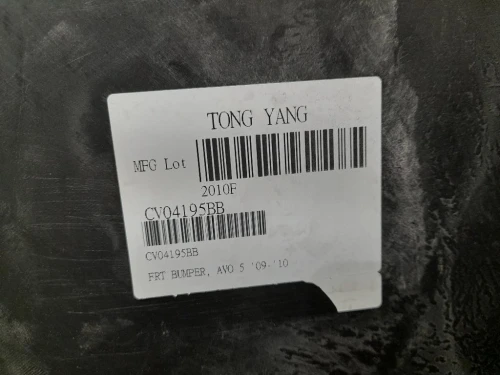 TONG YANG
MFG Lot
2010F
CV04195BB
CV04195BB
FRT BUMPER, AVO 5 '09-'10